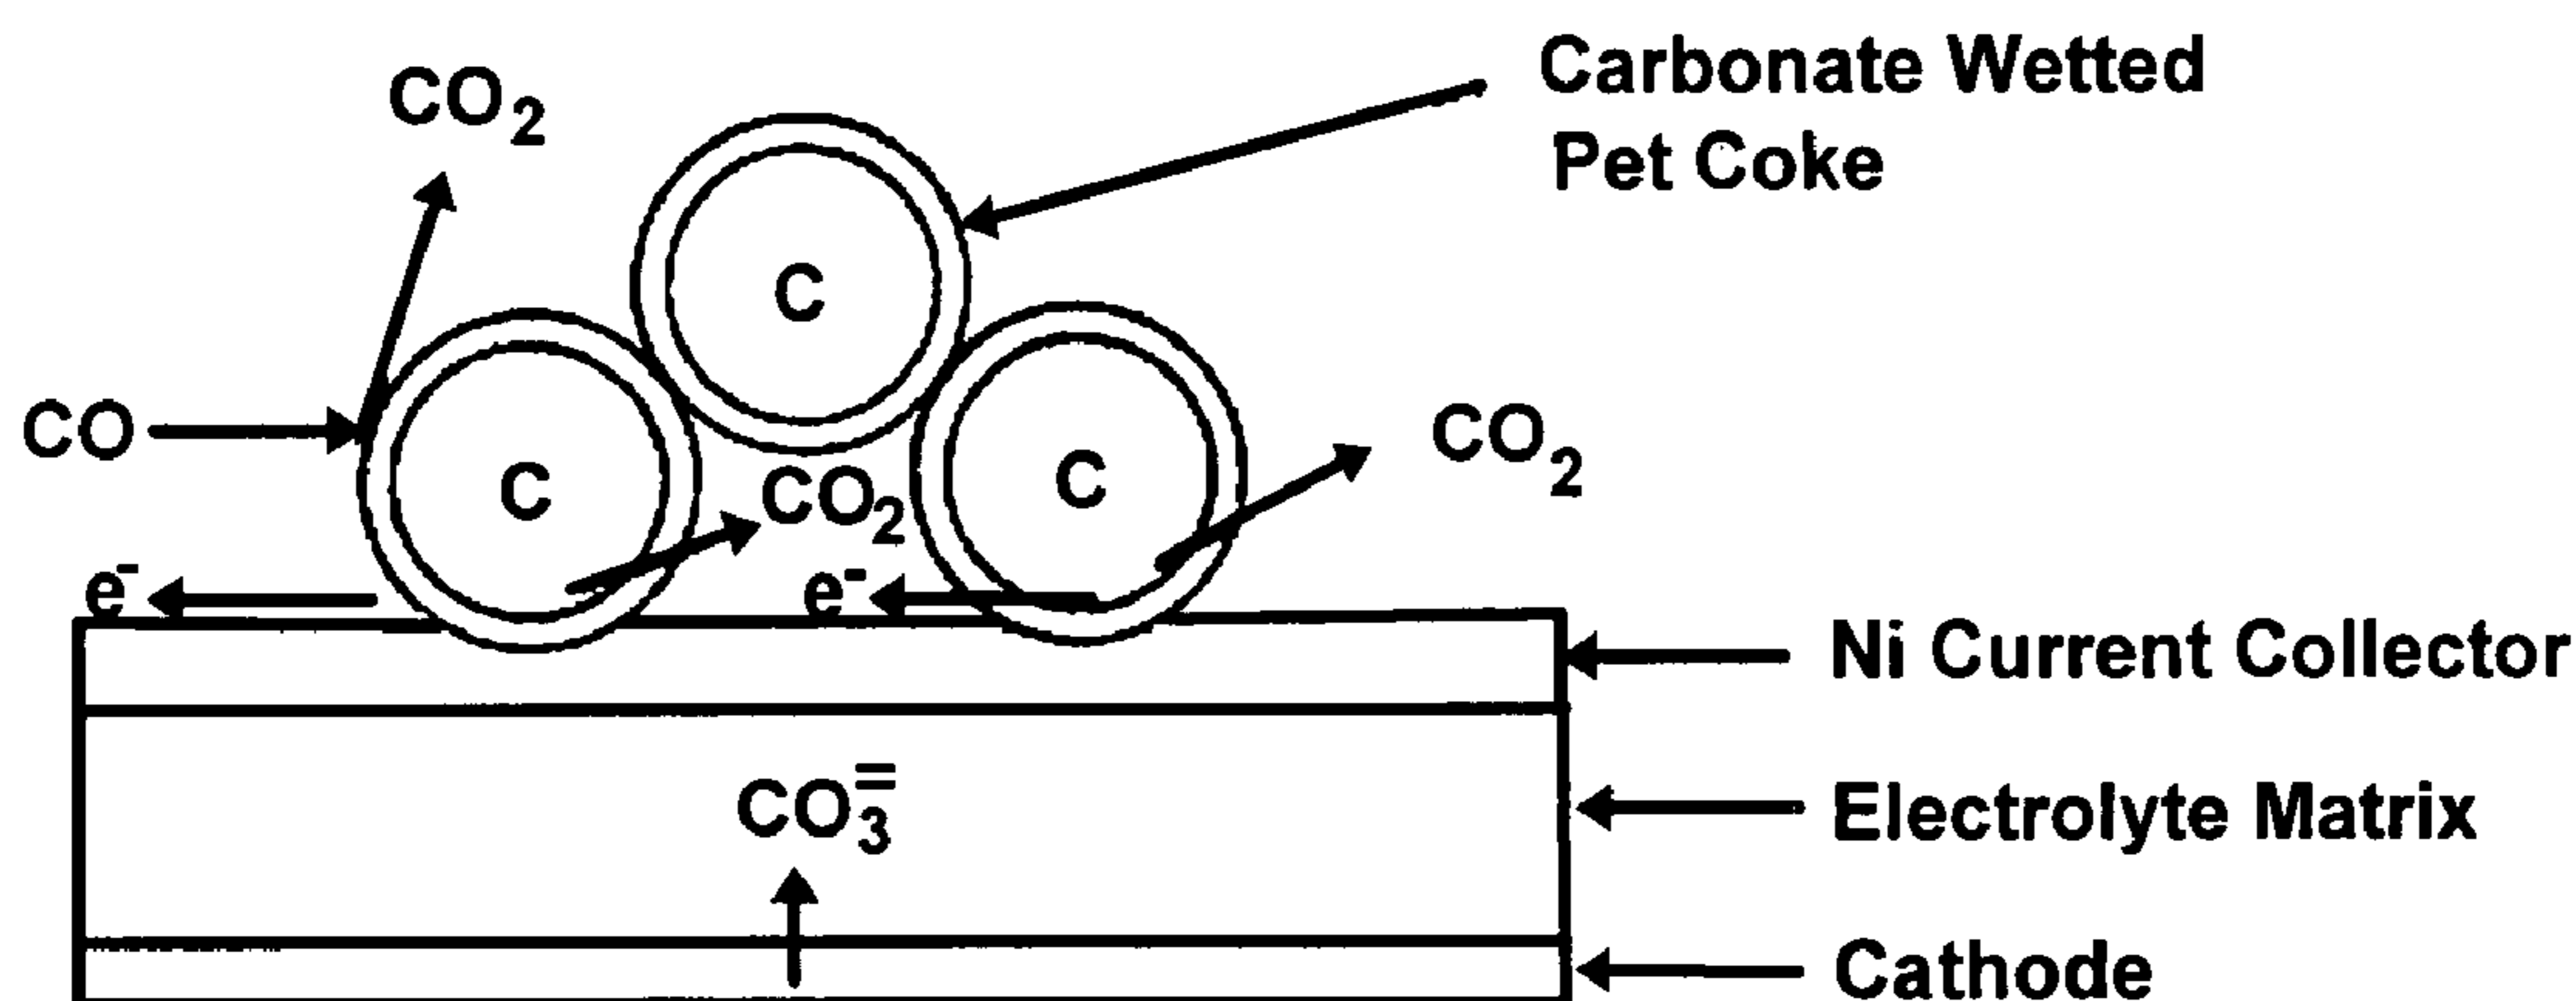 CO₂
Carbonate Wetted
Pet Coke
C
CO
C
CO₂
C
CO₂
e⁻
e⁻
Ni Current Collector
CO₃⁼
Electrolyte Matrix
Cathode